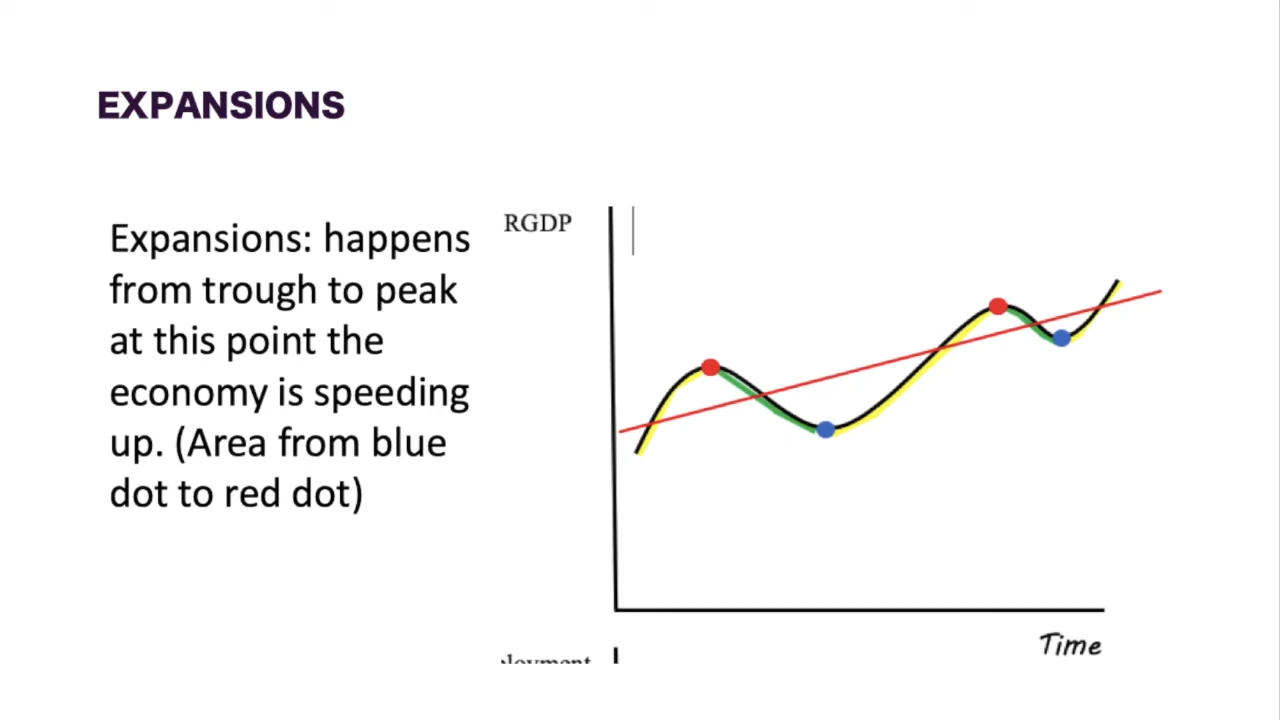 EXPANSIONS
Expansions: happens
from trough to peak
at this point the
economy is speeding
up. (Area from blue
dot to red dot)
RGDP
Time